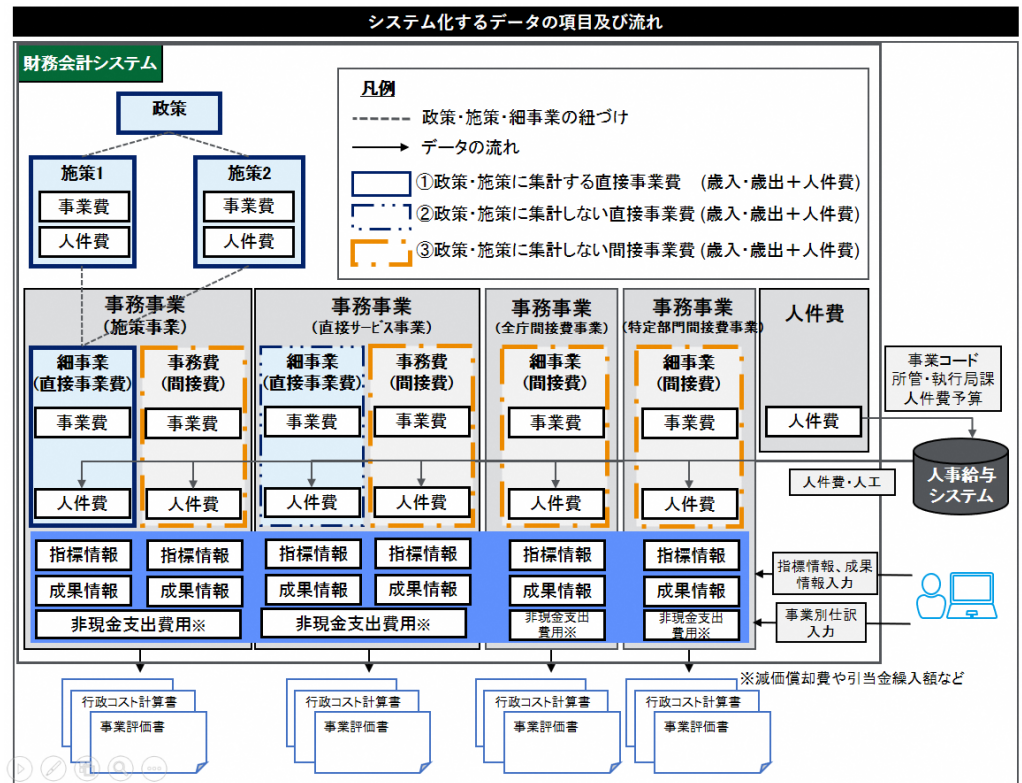 システム化するデータの項目及び流れ
財務会計システム
政策
施策1
事業費
人件費
施策2
事業費
人件費
凡例
政策・施策・細事業の紐づけ
データの流れ
①政策・施策に集計する直接事業費 (歳入・歳出＋人件費)
②政策・施策に集計しない直接事業費 (歳入・歳出＋人件費)
③政策・施策に集計しない間接事業費 (歳入・歳出＋人件費)
事務事業
(施策事業)
細事業
(直接事業費)
事業費
人件費
事務費
(間接費)
事業費
人件費
事務事業
(直接サービス事業)
細事業
(直接事業費)
事業費
人件費
事務費
(間接費)
事業費
人件費
事務事業
(全庁間接費事業)
細事業
(間接費)
事業費
人件費
事務事業
(特定部門間接費事業)
細事業
(間接費)
事業費
人件費
人件費
人件費
事業コード
所管・執行局課
人件費予算
人事給与
システム
人件費・人工
指標情報
指標情報
指標情報
指標情報
指標情報
指標情報
成果情報
成果情報
成果情報
成果情報
成果情報
成果情報
非現金支出費用※
非現金支出費用※
非現金支出
費用※
非現金支出
費用※
指標情報、成果
情報入力
事業別仕訳
入力
※減価償却費や引当金繰入額など
行政コスト計算書
事業評価書
行政コスト計算書
事業評価書
行政コスト計算書
事業評価書
行政コスト計算書
事業評価書